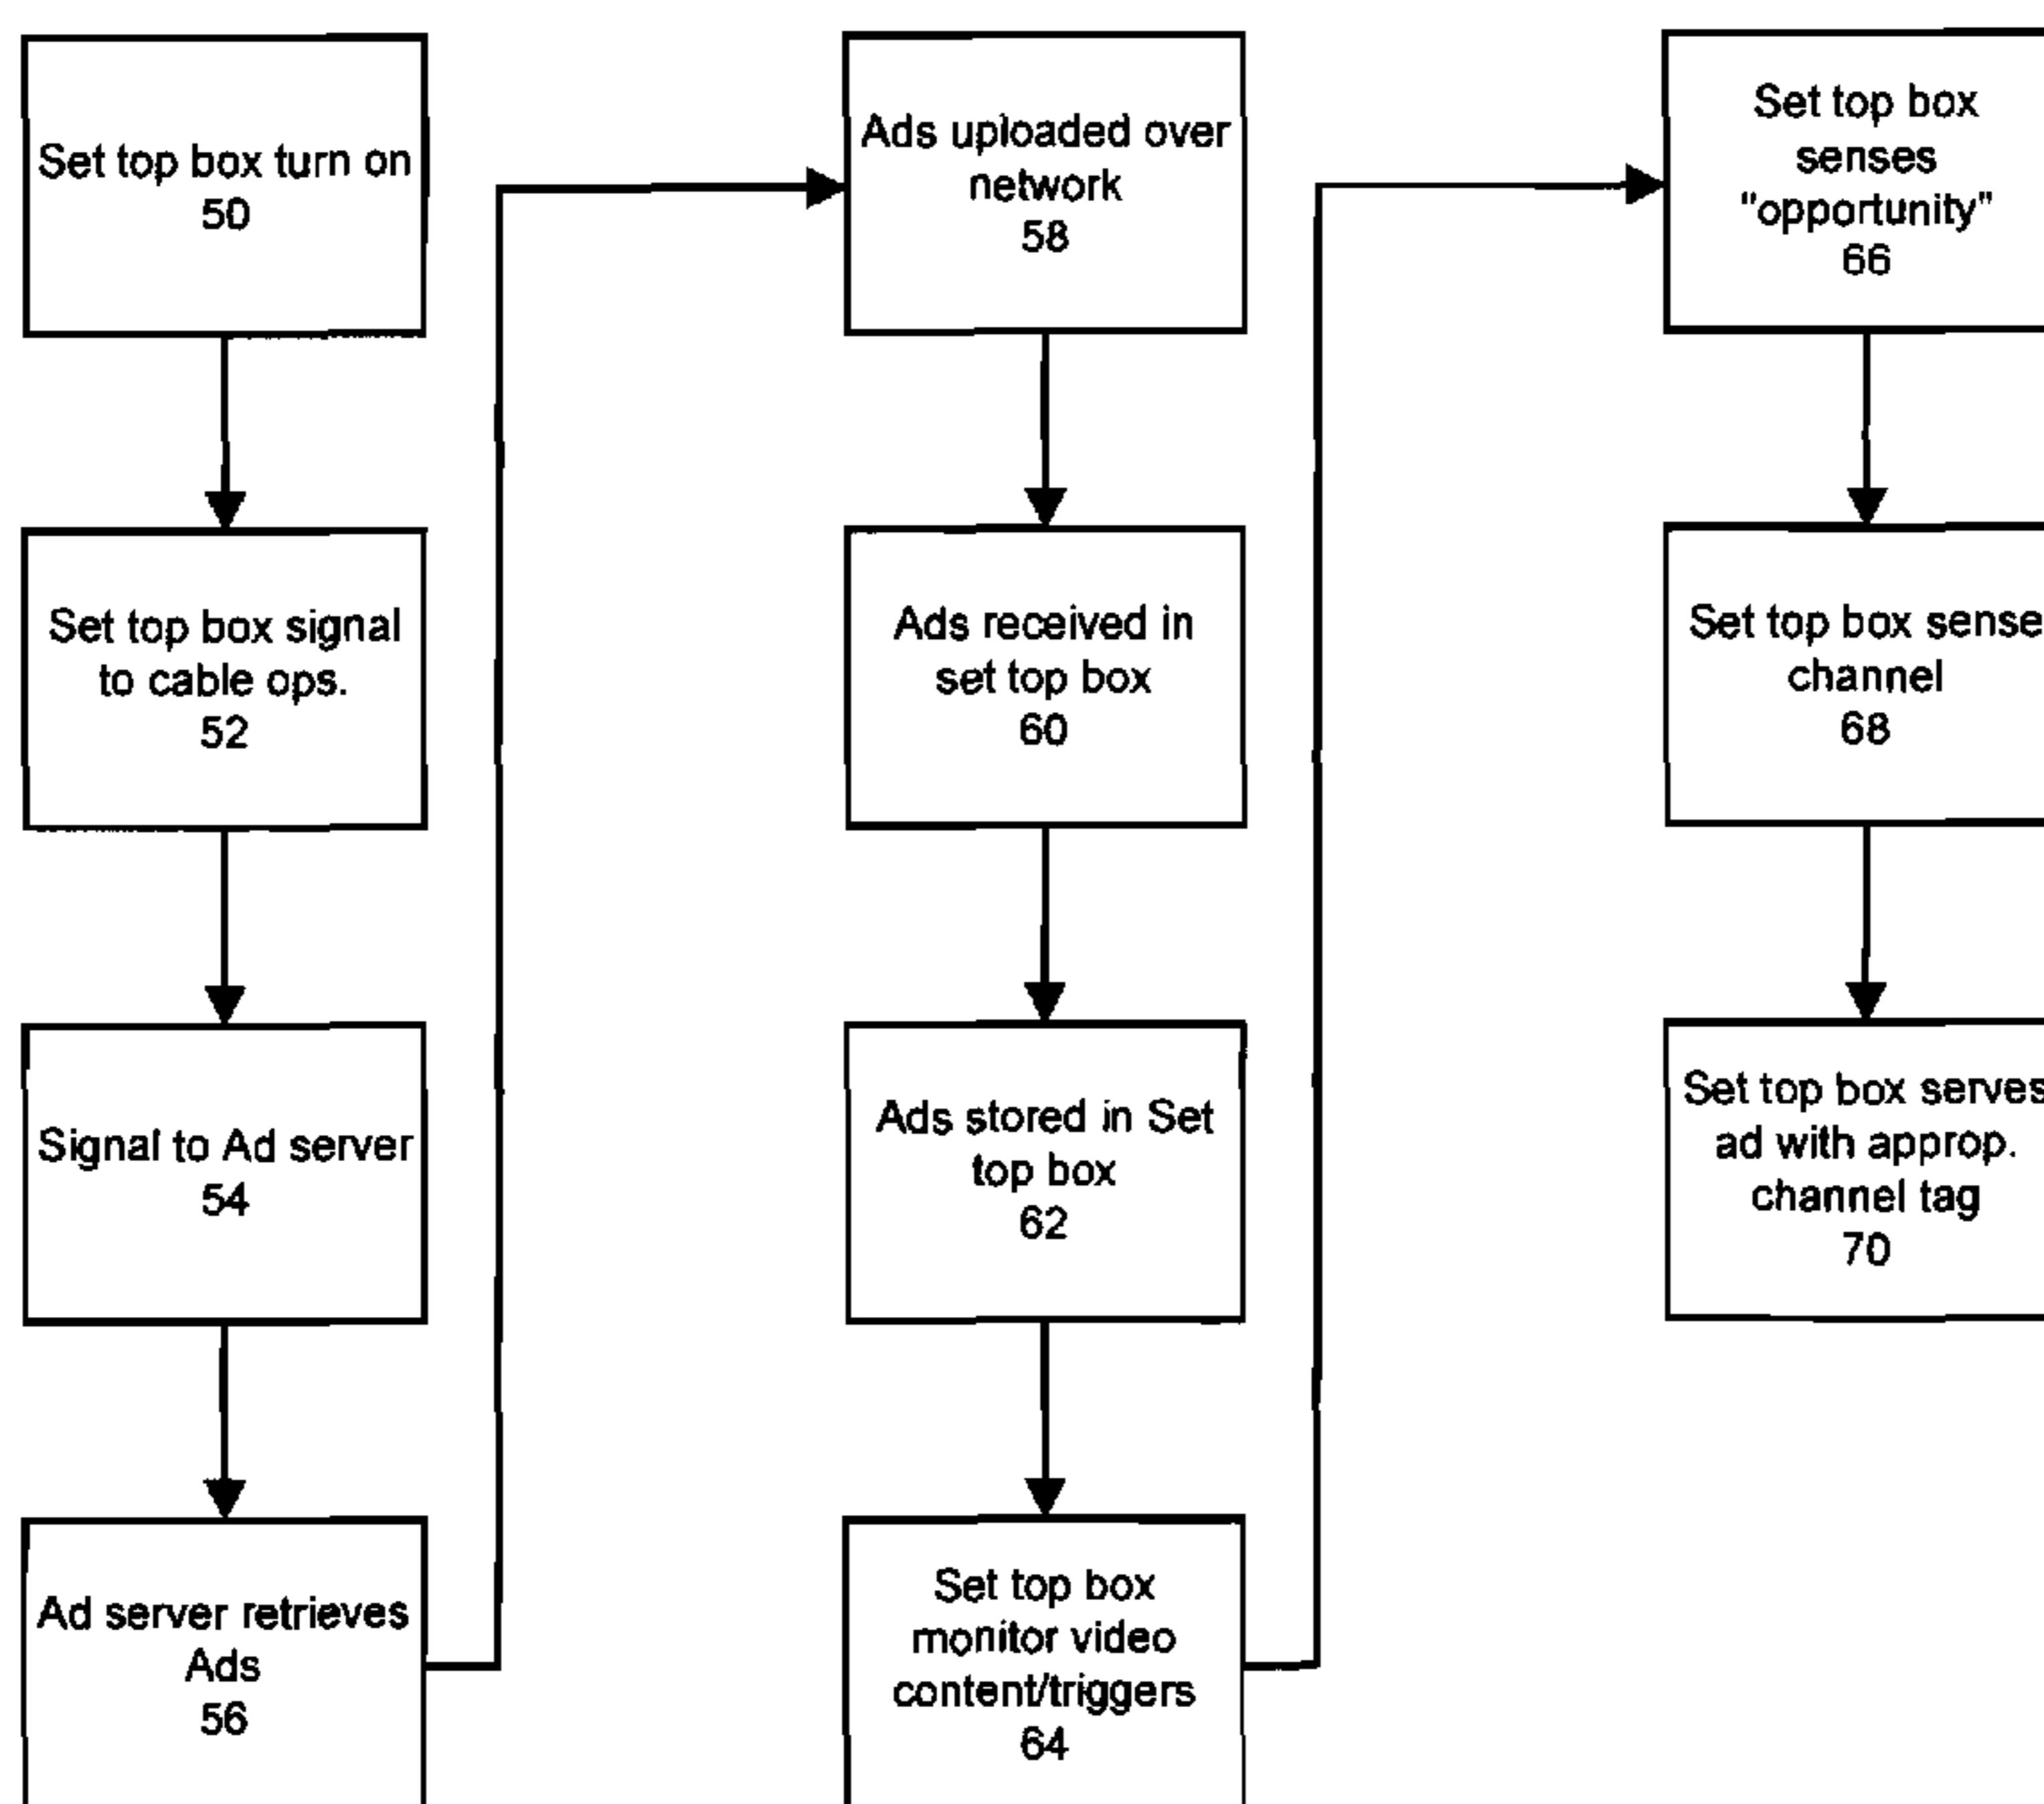 Set top box turn on
50
Set top box signal
to cable ops.
52
Signal to Ad server
54
Ad server retrieves
Ads
56
Ads uploaded over
network
58
Ads received in
set top box
60
Ads stored in Set
top box
62
Set top box
monitor video
content/triggers
64
Set top box
senses
"opportunity"
66
Set top box sense
channel
68
Set top box serves
ad with approp.
channel tag
70